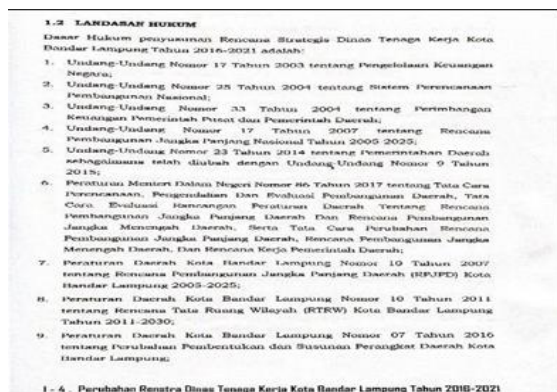 1.2 LANDASAN HUKUM
Dasar Hukum penyusunan Rencana Strategis Dinas Tenaga Kerja Kota
Bandar Lampung Tahun 2016-2021 adalah:
1. Undang-Undang Nomor 17 Tahun 2003 tentang Pengelolaan Keuangan
Negara;
2. Undang-Undang Nomor 25 Tahun 2004 tentang Sistem Perencanaan
Pembangunan Nasional;
3. Undang-Undang Nomor 33 Tahun 2004 tentang Perimbangan
Keuangan Pemerintah Pusat dan Pemerintah Daerah;
4. Undang-Undang Nomor 17 Tahun 2007 tentang Rencana
Pembangunan Jangka Panjang Nasional Tahun 2005-2025;
5. Undang-Undang Nomor 23 Tahun 2014 tentang Pemerintahan Daerah
sebagaimana telah diubah dengan Undang-Undang Nomor 9 Tahun
2015;
6. Peraturan Menteri Dalam Negeri Nomor 86 Tahun 2017 tentang Tata Cara
Perencanaan, Pengendalian Dan Evaluasi Pembangunan Daerah, Tata
Cara Evaluasi Rancangan Peraturan Daerah Tentang Rencana
Pembangunan Jangka Panjang Daerah Dan Rencana Pembangunan
Jangka Menengah Daerah, Serta Tata Cara Perubahan Rencana
Pembangunan Jangka Panjang Daerah, Rencana Pembangunan Jangka
Menengah Daerah, Dan Rencana Kerja Pemerintah Daerah;
7. Peraturan Daerah Kota Bandar Lampung Nomor 19 Tahun 2007
tentang Rencana Pembangunan Jangka Panjang Daerah (RPJPD) Kota
Bandar Lampung 2005-2025;
8. Peraturan Daerah Kota Bandar Lampung Nomor 10 Tahun 2011
tentang Rencana Tata Ruang Wilayah (RTRW) Kota Bandar Lampung
Tahun 2011-2030;
9. Peraturan Daerah Kota Bandar Lampung Nomor 07 Tahun 2016
tentang Perubahan Pembentukan dan Susunan Perangkat Daerah Kota
Bandar Lampung;
1 - 4 . Perubahan Renstra Dinas Tenaga Kerja Kota Bandar Lampung Tahun 2016-2021